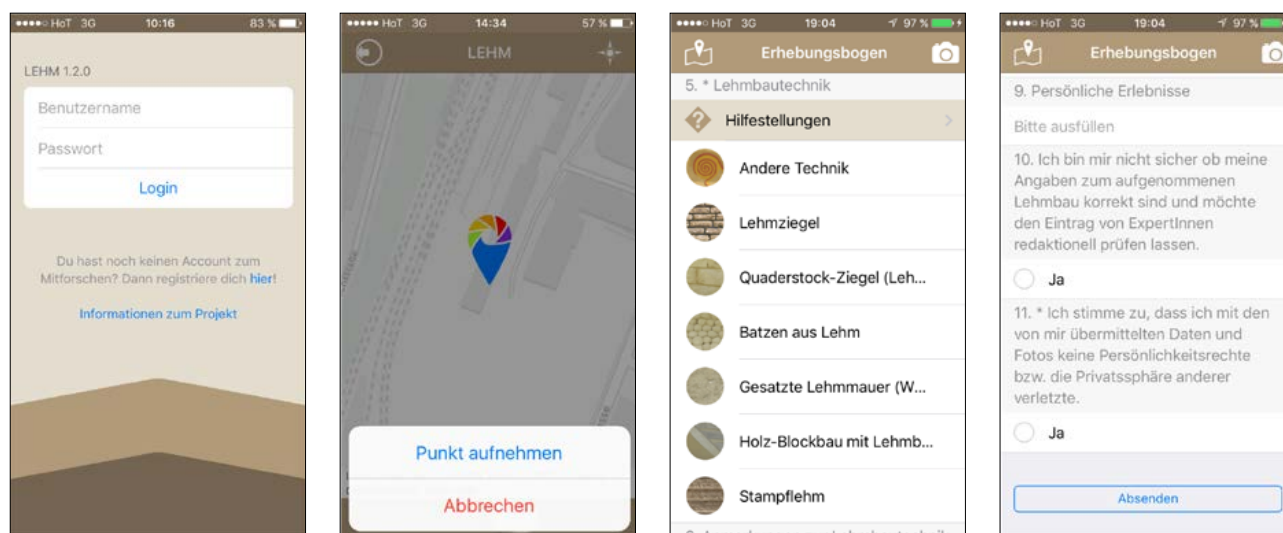 HoT 3G 10:16 83 %
LEHM 1.2.0
Benutzername
Passwort
Login
Du hast noch keinen Account zum
Mitforschen? Dann registriere dich hier!
Informationen zum Projekt
HoT 3G 14:34 57 %
LEHM
Punkt aufnehmen
Abbrechen
HoT 3G 19:04 97 %
Erhebungsbogen
5. * Lehmbautechnik
Hilfestellungen
Andere Technik
Lehmziegel
Quaderstock-Ziegel (Leh...
Batzen aus Lehm
Gesatzte Lehmmauer (W...
Holz-Blockbau mit Lehmb...
Stampflehm
HoT 3G 19:04 97 %
Erhebungsbogen
9. Persönliche Erlebnisse
Bitte ausfüllen
10. Ich bin mir nicht sicher ob meine
Angaben zum aufgenommenen
Lehmbau korrekt sind und möchte
den Eintrag von ExpertInnen
redaktionell prüfen lassen.
Ja
11. * Ich stimme zu, dass ich mit den
von mir übermittelten Daten und
Fotos keine Persönlichkeitsrechte
bzw. die Privatssphäre anderer
verletzte.
Ja
Absenden